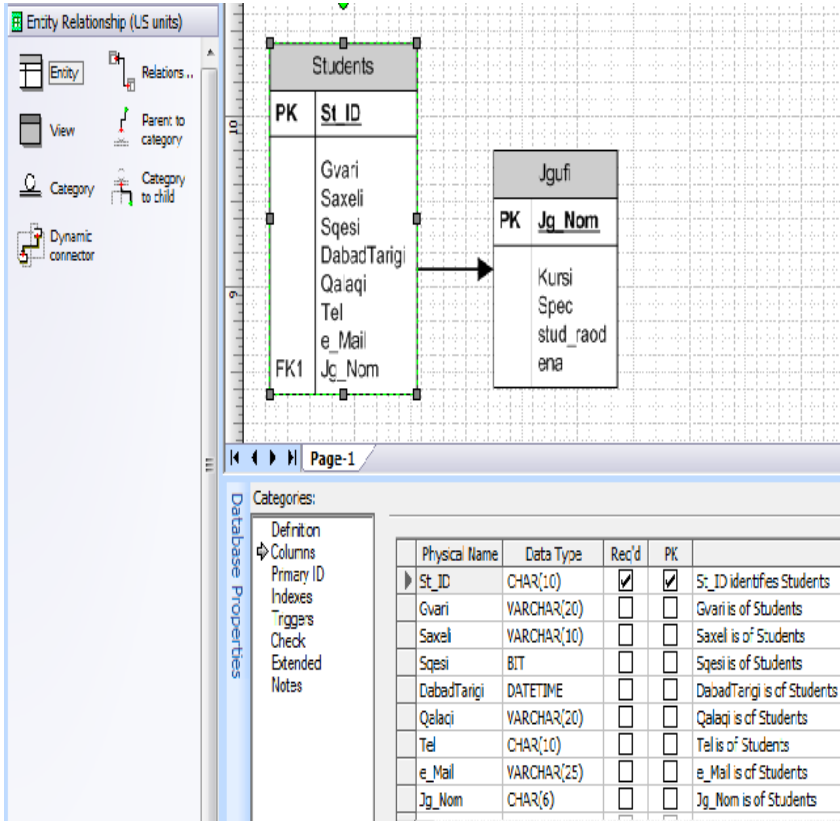 Entity Relationship (US units)
Entity
Relations ..
View
Parent to
category
Category
Category
to child
Dynamic
connector
10
9
Students
PK St_ID
Gvari
Saxeli
Sqesi
DabadTarigi
Qalaqi
Tel
e_Mail
FK1 Jg_Nom
Jgufi
PK Jg_Nom
Kursi
Spec
stud_raod
ena
Page-1
Database Properties
Categories:
Definition
Columns
Primary ID
Indexes
Triggers
Check
Extended
Notes
Physical Name Data Type Req'd PK
St_ID CHAR(10) St_ID identifies Students
Gvari VARCHAR(20) Gvari is of Students
Saxeli VARCHAR(10) Saxeli is of Students
Sqesi BIT Sqesi is of Students
DabadTarigi DATETIME DabadTarigi is of Students
Qalaqi VARCHAR(20) Qalaqi is of Students
Tel CHAR(10) Tel is of Students
e_Mail VARCHAR(25) e_Mail is of Students
Jg_Nom CHAR(6) Jg_Nom is of Students